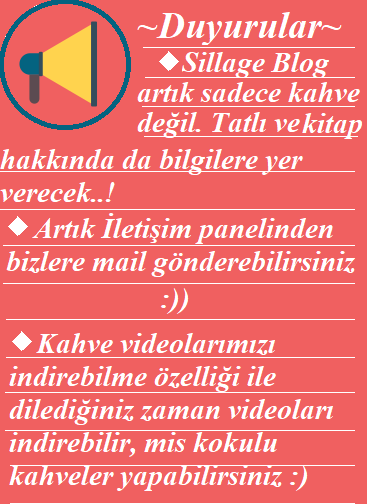 ~Duyurular~
◆Sillage Blog
artık sadece kahve
değil. Tatlı ve kitap
hakkında da bilgilere yer
verecek..!
◆ Artık İletişim panelinden
bizlere mail gönderebilirsiniz
:))
◆Kahve videolarımızı
indirebilme özelliği ile
dilediğiniz zaman videoları
indirebilir, mis kokulu
kahveler yapabilirsiniz :)